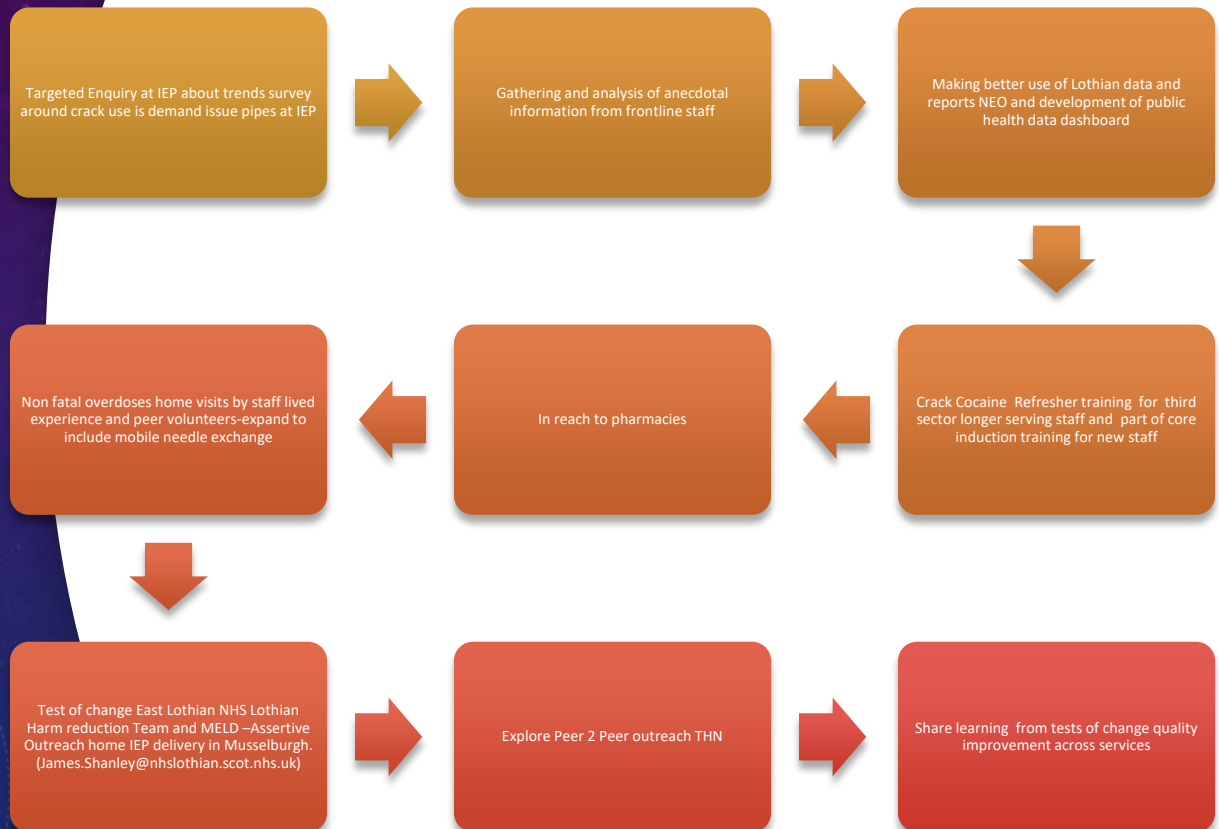 Targeted Enquiry at IEP about trends survey
around crack use is demand issue pipes at IEP
Gathering and analysis of anecdotal
information from frontline staff
Making better use of Lothian data and
reports NEO and development of public
health data dashboard
Crack Cocaine Refresher training for third
sector longer serving staff and part of core
induction training for new staff
In reach to pharmacies
Non fatal overdoses home visits by staff lived
experience and peer volunteers-expand to
include mobile needle exchange
Test of change East Lothian NHS Lothian
Harm reduction Team and MELD –Assertive
Outreach home IEP delivery in Musselburgh.
(James.Shanley@nhslothian.scot.nhs.uk)
Explore Peer 2 Peer outreach THN
Share learning from tests of change quality
improvement across services